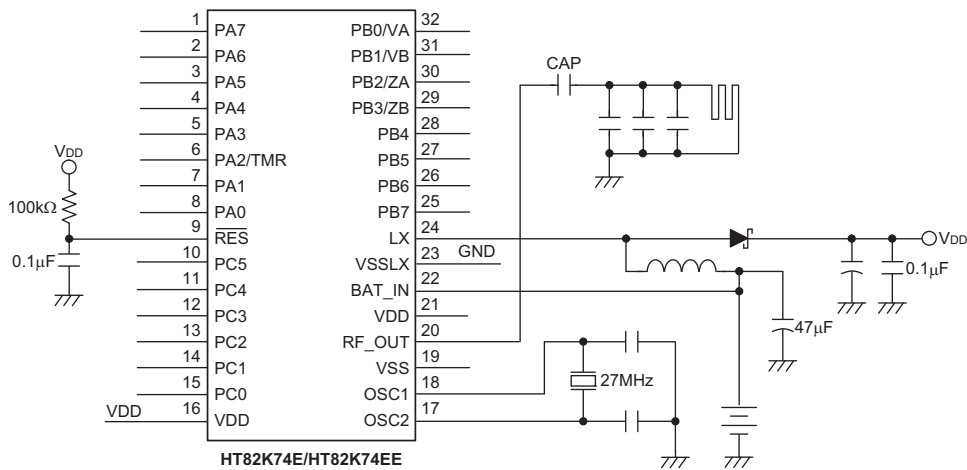 1 PA7
2 PA6
3 PA5
4 PA4
5 PA3
6 PA2/TMR
7 PA1
8 PA0
9 RES
10 PC5
11 PC4
12 PC3
13 PC2
14 PC1
15 PC0
VDD 16 VDD
PB0/VA 32
PB1/VB 31
PB2/ZA 30
PB3/ZB 29
PB4 28
PB5 27
PB6 26
PB7 25
LX 24
VSSLX 23 GND
BAT_IN 22
VDD 21
RF_OUT 20
VSS 19
OSC1 18
OSC2 17
VDD
100kΩ
0.1μF
CAP
VDD
0.1μF
47μF
27MHz
HT82K74E/HT82K74EE